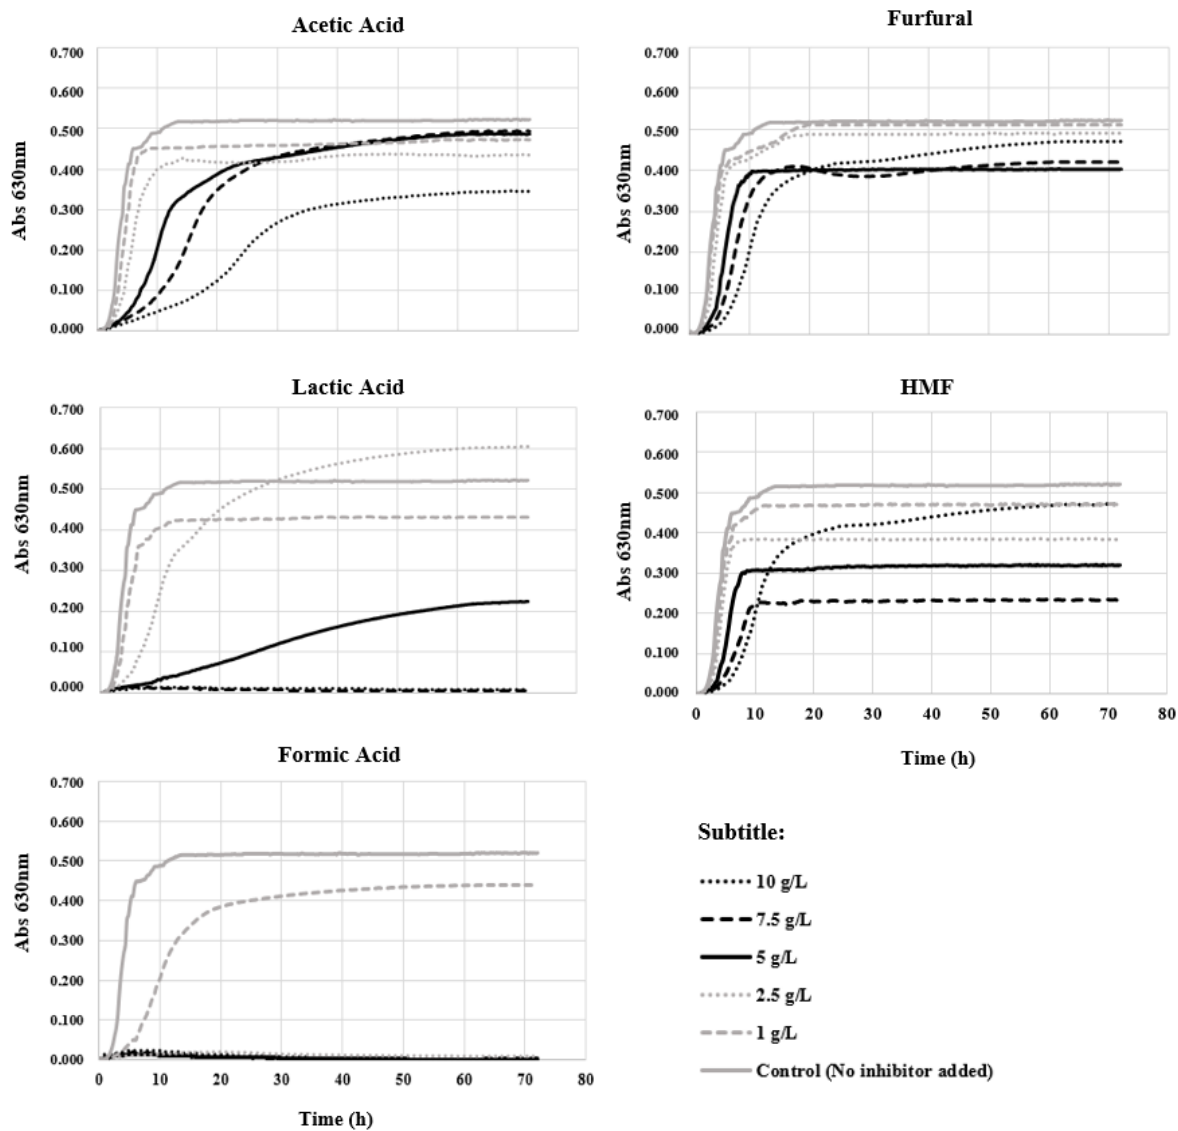 Acetic Acid
0.700
0.600
0.500
0.400
0.300
0.200
0.100
0.000
Abs 630nm
Furfural
0.700
0.600
0.500
0.400
0.300
0.200
0.100
0.000
Abs 630nm
Lactic Acid
0.700
0.600
0.500
0.400
0.300
0.200
0.100
0.000
Abs 630nm
HMF
0.700
0.600
0.500
0.400
0.300
0.200
0.100
0.000
Abs 630nm
0 10 20 30 40 50 60 70 80
Time (h)
Formic Acid
0.700
0.600
0.500
0.400
0.300
0.200
0.100
0.000
Abs 630nm
0 10 20 30 40 50 60 70 80
Time (h)
Subtitle:
10 g/L
7.5 g/L
5 g/L
2.5 g/L
1 g/L
Control (No inhibitor added)